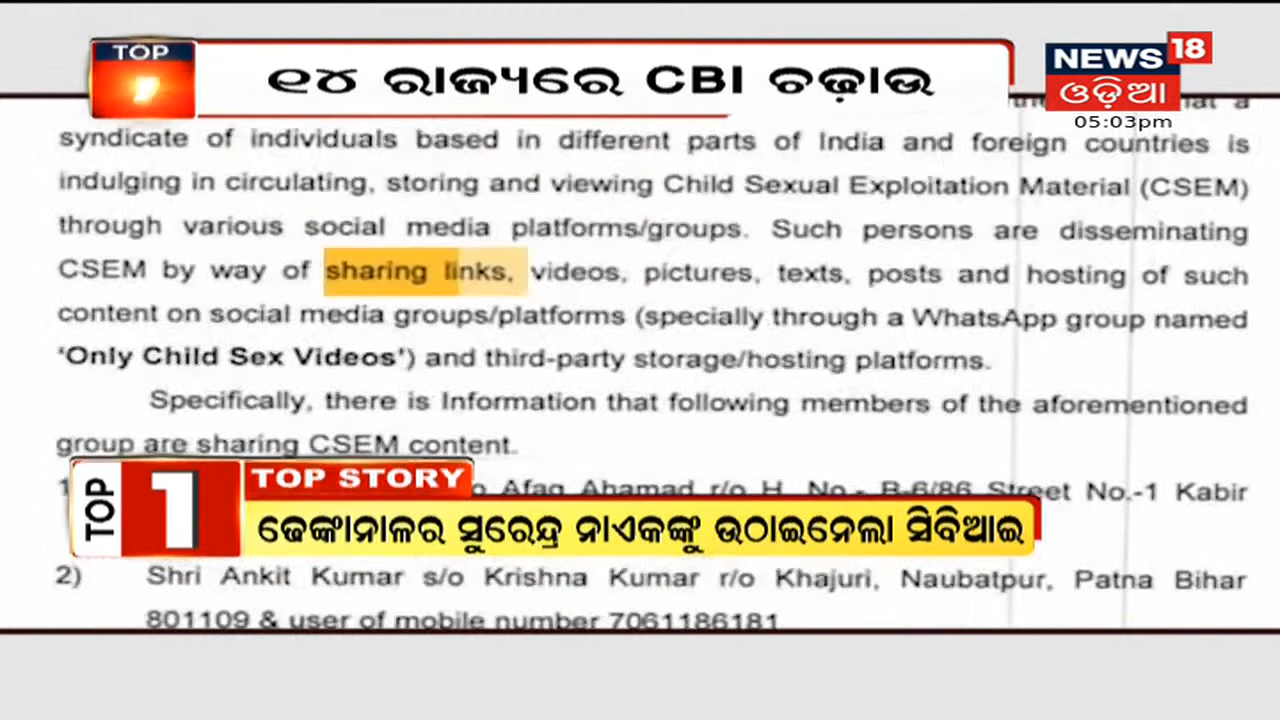 TOP
୧୪ ରାଜ୍ୟରେ CBI ଚଢ଼ାଉ
NEWS 18
ଓଡ଼ିଆ
05:03pm
syndicate of individuals based in different parts of India and foreign countries is
indulging in circulating, storing and viewing Child Sexual Exploitation Material (CSEM)
through various social media platforms/groups. Such persons are disseminating
CSEM by way of sharing links, videos, pictures, texts, posts and hosting of such
content on social media groups/platforms (specially through a WhatsApp group named
‘Only Child Sex Videos’) and third-party storage/hosting platforms.
Specifically, there is Information that following members of the aforementioned
group are sharing CSEM content.
Afaq Ahamad r/o H. No.- B-6/86 Street No.-1 Kabir
TOP 1
TOP STORY
ଢେଙ୍କାନାଳର ସୁରେନ୍ଦ୍ର ନାଏକଙ୍କୁ ଉଠାଇନେଲା ସିବିଆଇ
2) Shri Ankit Kumar s/o Krishna Kumar r/o Khajuri, Naubatpur, Patna Bihar
801109 & user of mobile number 7061186181